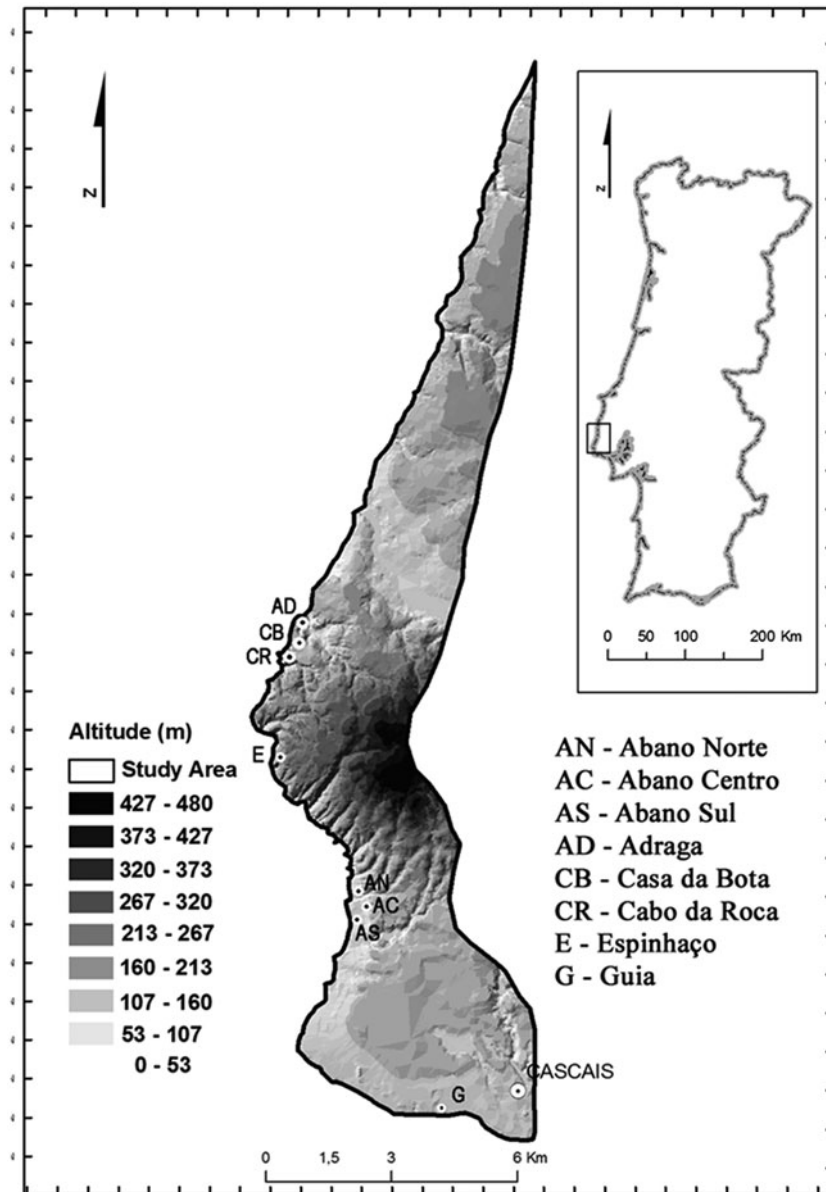 Z
Z
0 50 100 200 Km
AD
CB
CR
E
AN
AC
AS
G
CASCAIS
Altitude (m)
Study Area
427 - 480
373 - 427
320 - 373
267 - 320
213 - 267
160 - 213
107 - 160
53 - 107
0 - 53
AN - Abano Norte
AC - Abano Centro
AS - Abano Sul
AD - Adraga
CB - Casa da Bota
CR - Cabo da Roca
E - Espinhaço
G - Guia
0 1,5 3 6 Km